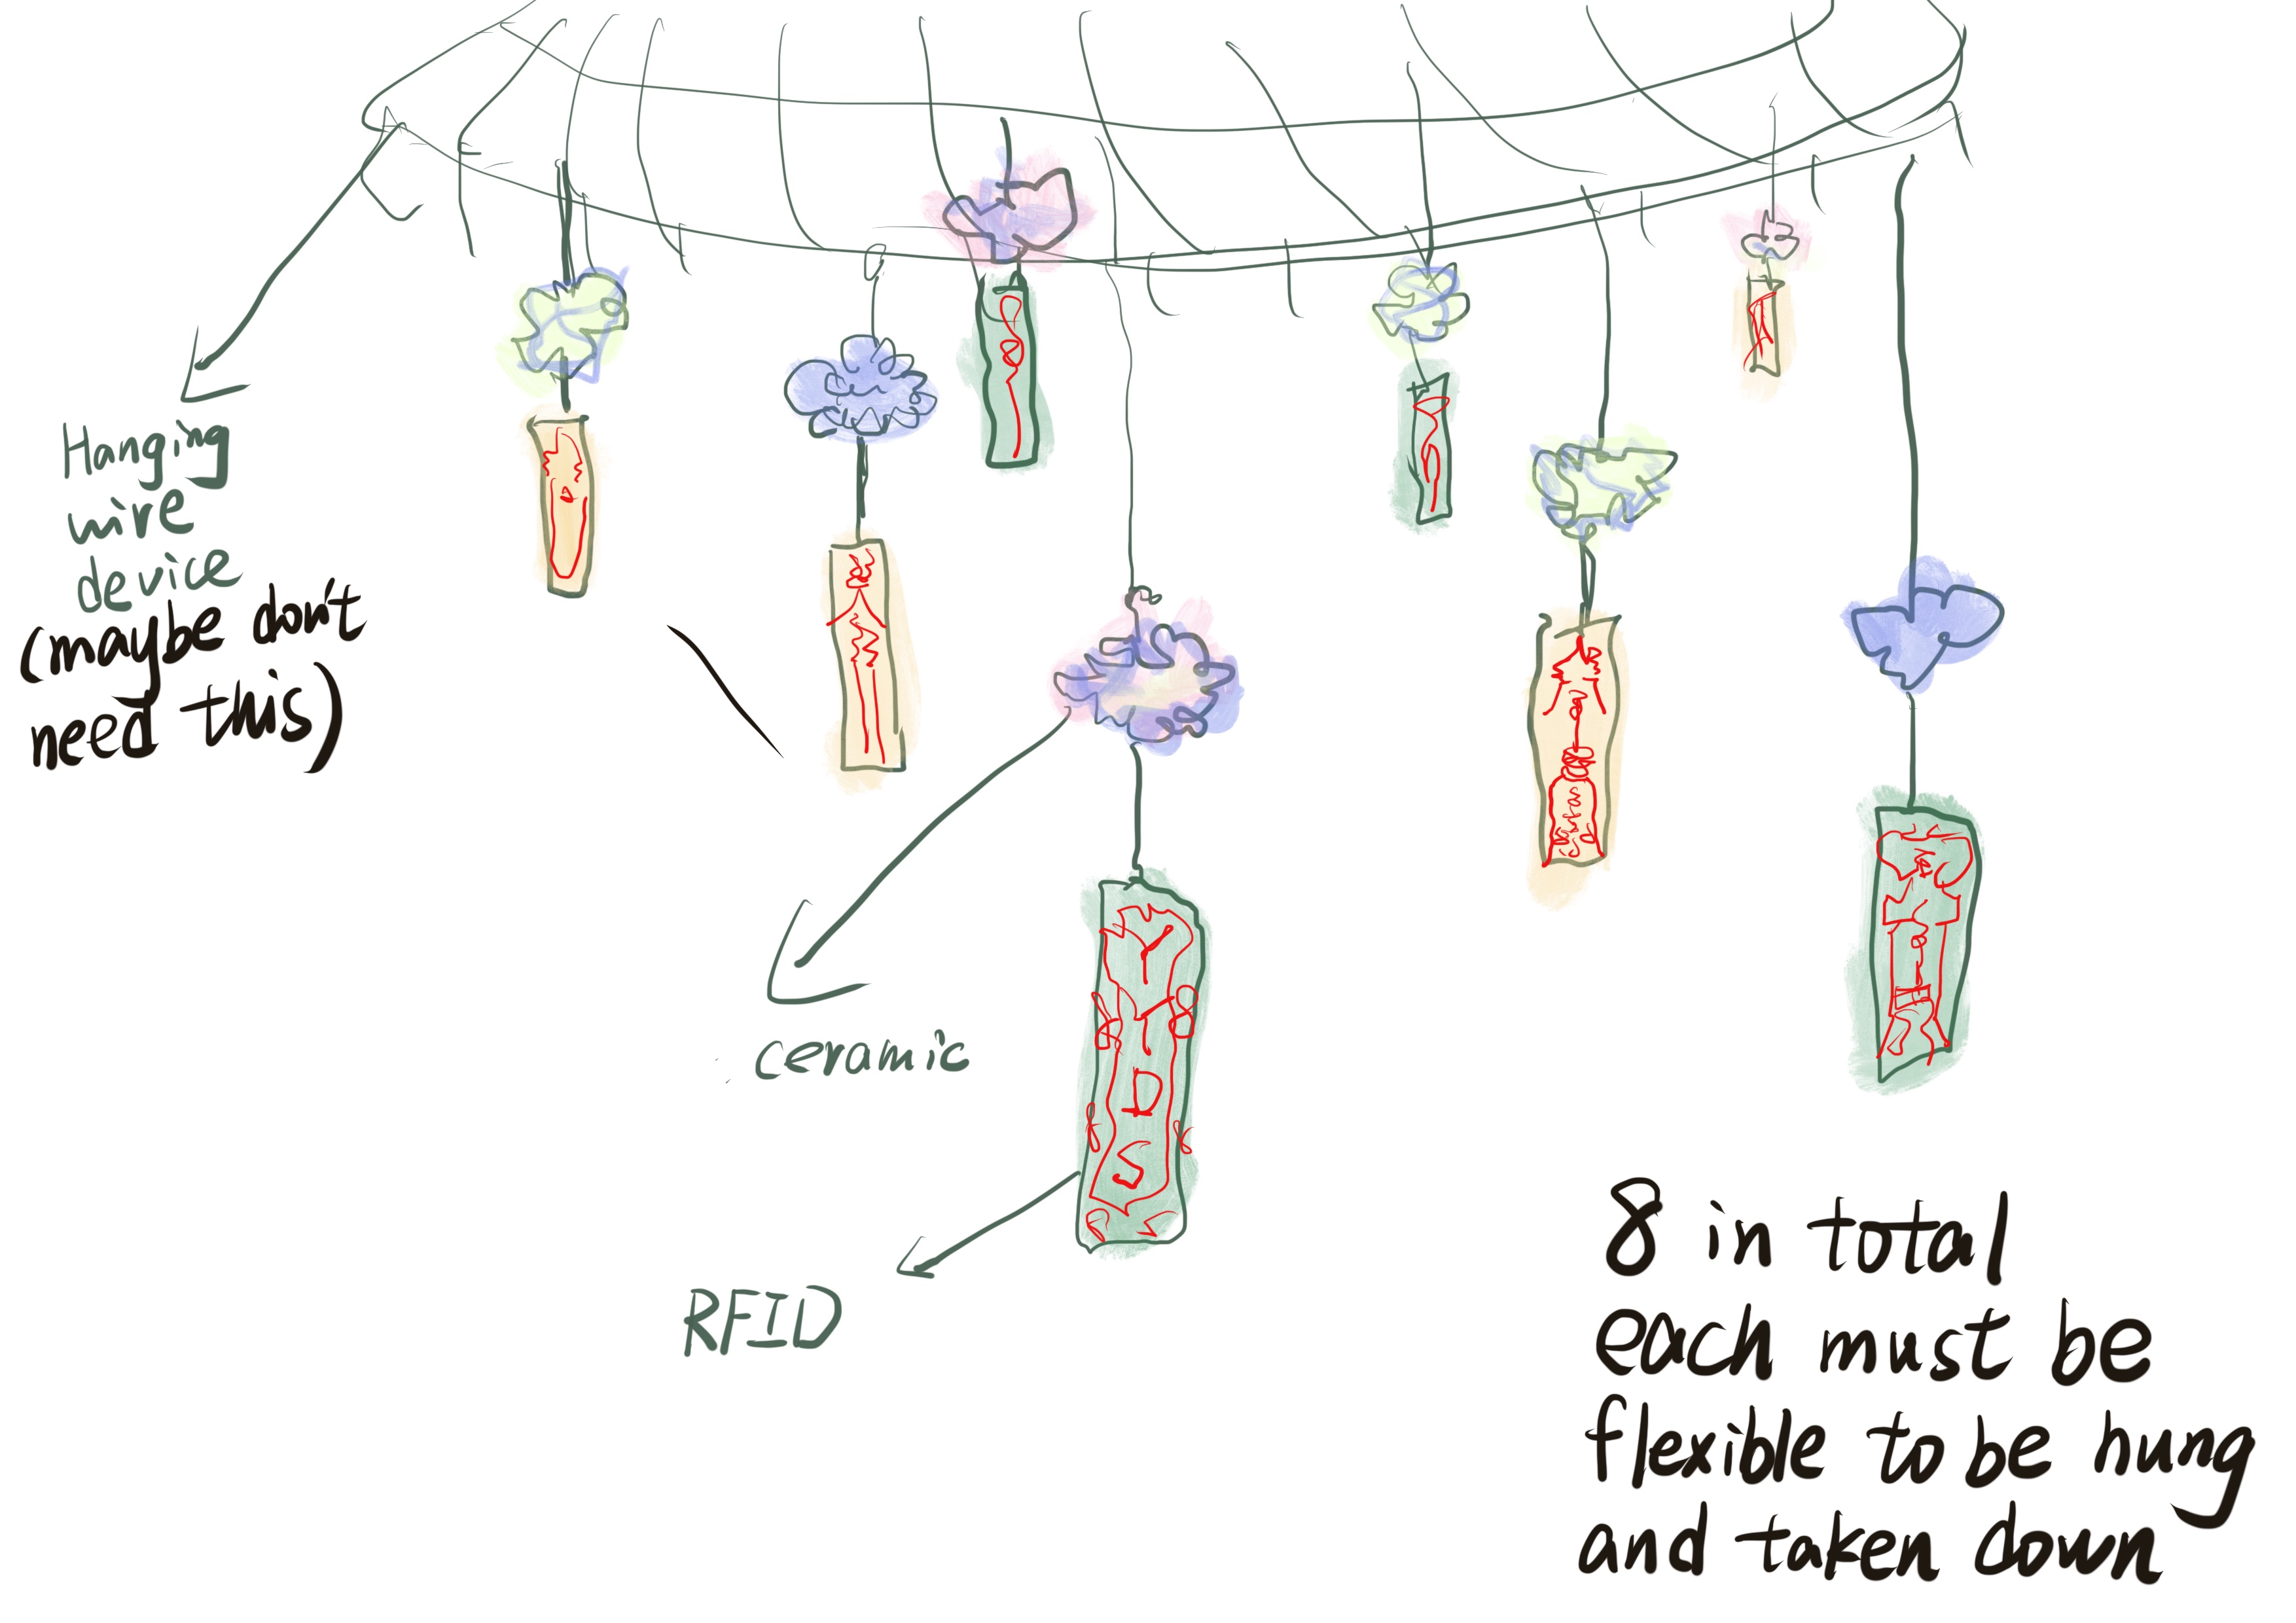 Hanging
wire
device
(maybe don't
need this)
ceramic
Y
Y
D
S
RFID
8 in total
each must be
flexible to be hung
and taken down